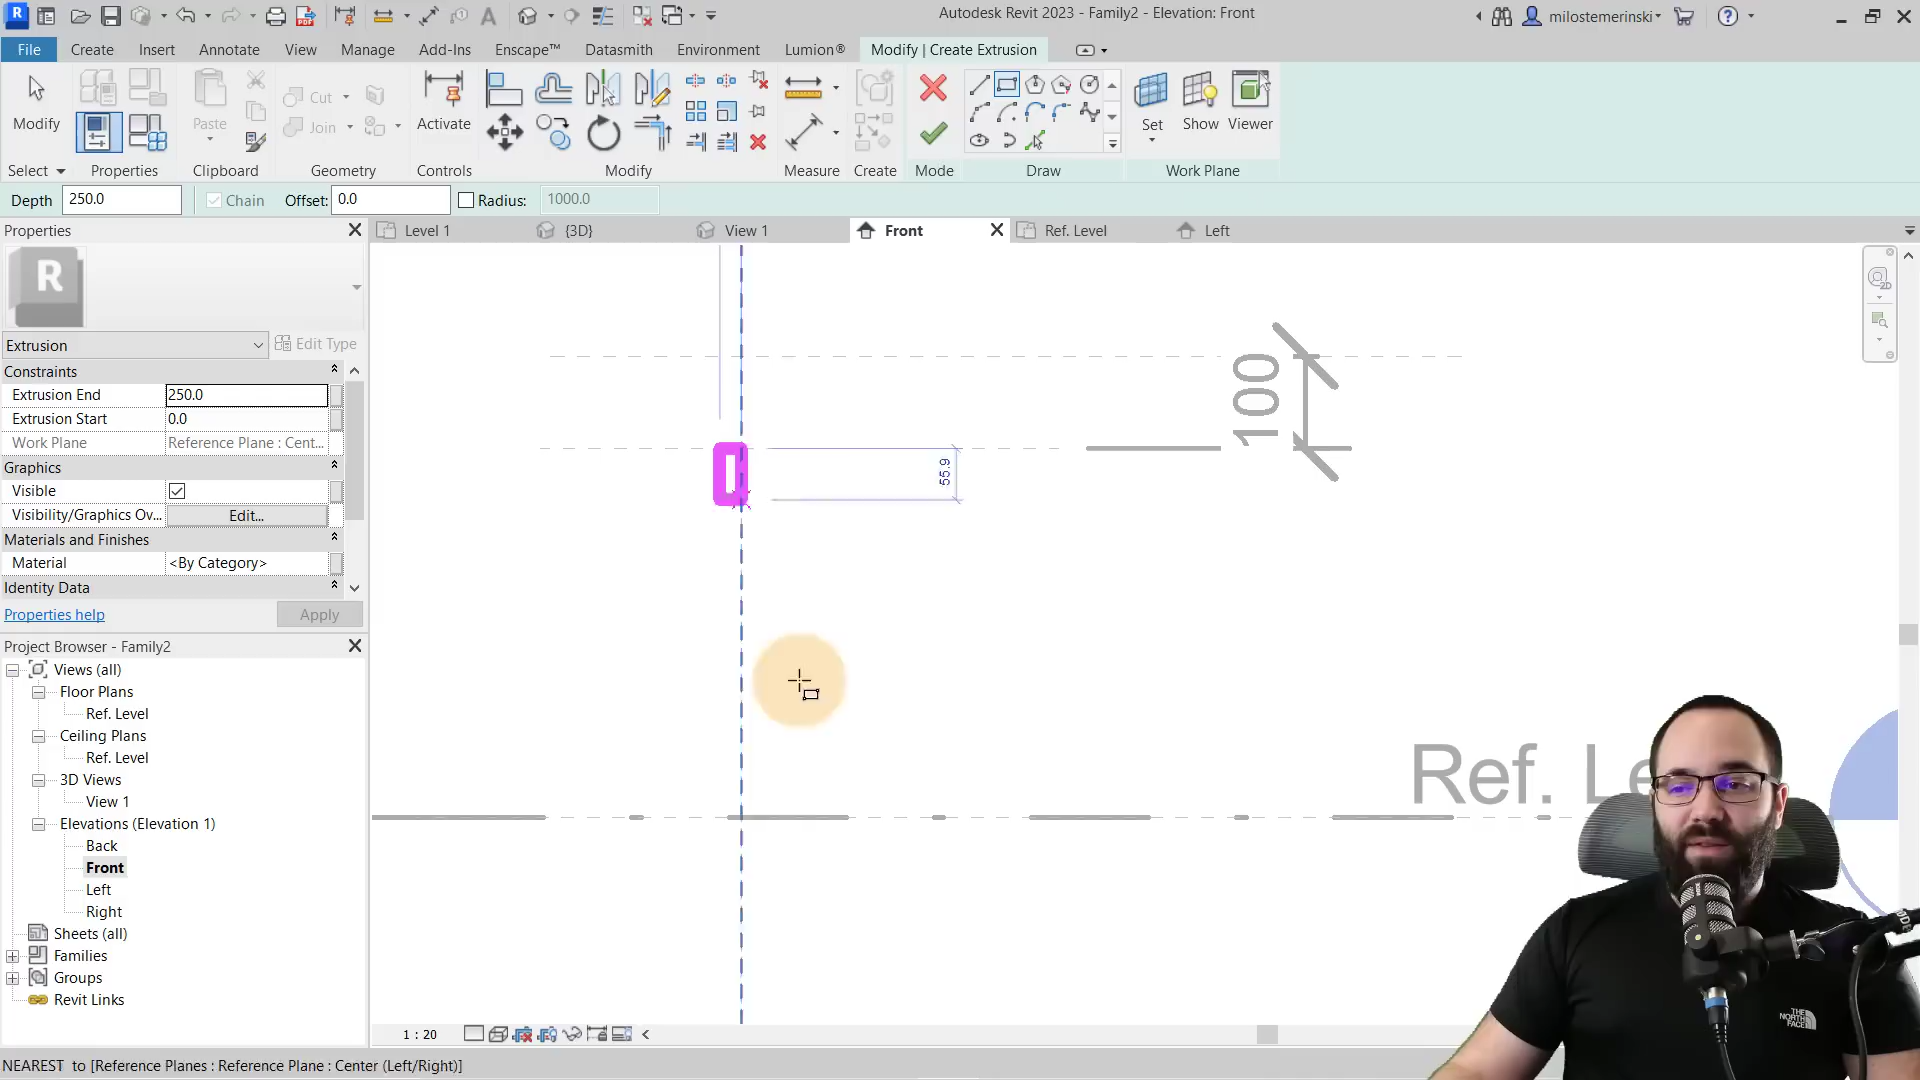 Autodesk Revit 2023 - Family2 - Elevation: Front
milostemerinski
File
Create
Insert
Annotate
View
Manage
Add-Ins
Enscape™
Datasmith
Environment
Lumion®
Modify | Create Extrusion
Modify
Paste
Cut
Join
Activate
Set
Show
Viewer
Select
Properties
Clipboard
Geometry
Controls
Modify
Measure
Create
Mode
Draw
Work Plane
Depth 250.0
Chain
Offset: 0.0
Radius: 1000.0
Properties
Level 1
{3D}
View 1
Front
Ref. Level
Left
R
Extrusion
Edit Type
Constraints
Extrusion End 250.0
Extrusion Start 0.0
Work Plane Reference Plane : Cent...
Graphics
Visible
Visibility/Graphics Ov... Edit...
Materials and Finishes
Material <By Category>
Identity Data
Properties help
Apply
Project Browser - Family2
Views (all)
Floor Plans
Ref. Level
Ceiling Plans
Ref. Level
3D Views
View 1
Elevations (Elevation 1)
Back
Front
Left
Right
Sheets (all)
Families
Groups
Revit Links
100
55.9
Ref. Le
1 : 20
NEAREST to [Reference Planes : Reference Plane : Center (Left/Right)]
THE NORTH FACE